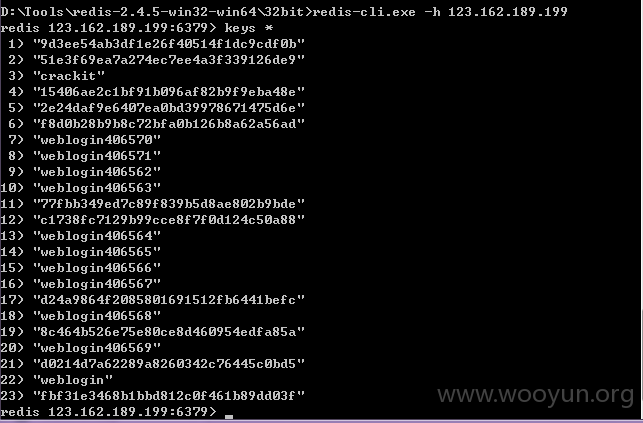 D:\Tools\redis-2.4.5-win32-win64\32bit>redis-cli.exe -h 123.162.189.199
redis 123.162.189.199:6379> keys *
1) "9d3ee54ab3df1e26f40514f1dc9cdf0b"
2) "51e3f69ea7a274ec7ee4a3f339126de9"
3) "crackit"
4) "15406ae2c1bf91b096af82b9f9eba48e"
5) "2e24daf9e6407ea0bd39978671475d6e"
6) "f8d0b28b9b8c72bfa0b126b8a62a56ad"
7) "weblogin406570"
8) "weblogin406571"
9) "weblogin406562"
10) "weblogin406563"
11) "77fbb349ed7c89f839b5d8ae802b9bde"
12) "c1738fc7129b99cce8f7f0d124c50a88"
13) "weblogin406564"
14) "weblogin406565"
15) "weblogin406566"
16) "weblogin406567"
17) "d24a9864f2085801691512fb6441befc"
18) "weblogin406568"
19) "8c464b526e75e80ce8d460954edfa85a"
20) "weblogin406569"
21) "d0214d7a62289a8260342c76445c0bd5"
22) "weblogin"
23) "fbf31e3468b1bbd812c0f461b89dd03f"
redis 123.162.189.199:6379>
www.wooyun.org